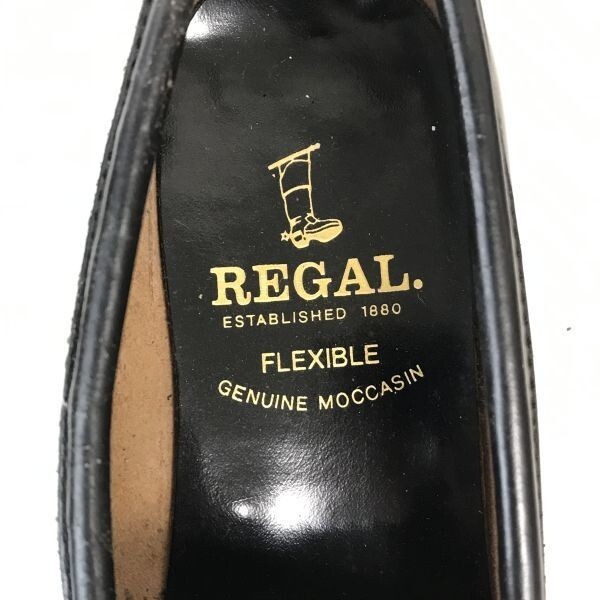 REGAL.
ESTABLISHED 1880
FLEXIBLE
GENUINE MOCCASIN